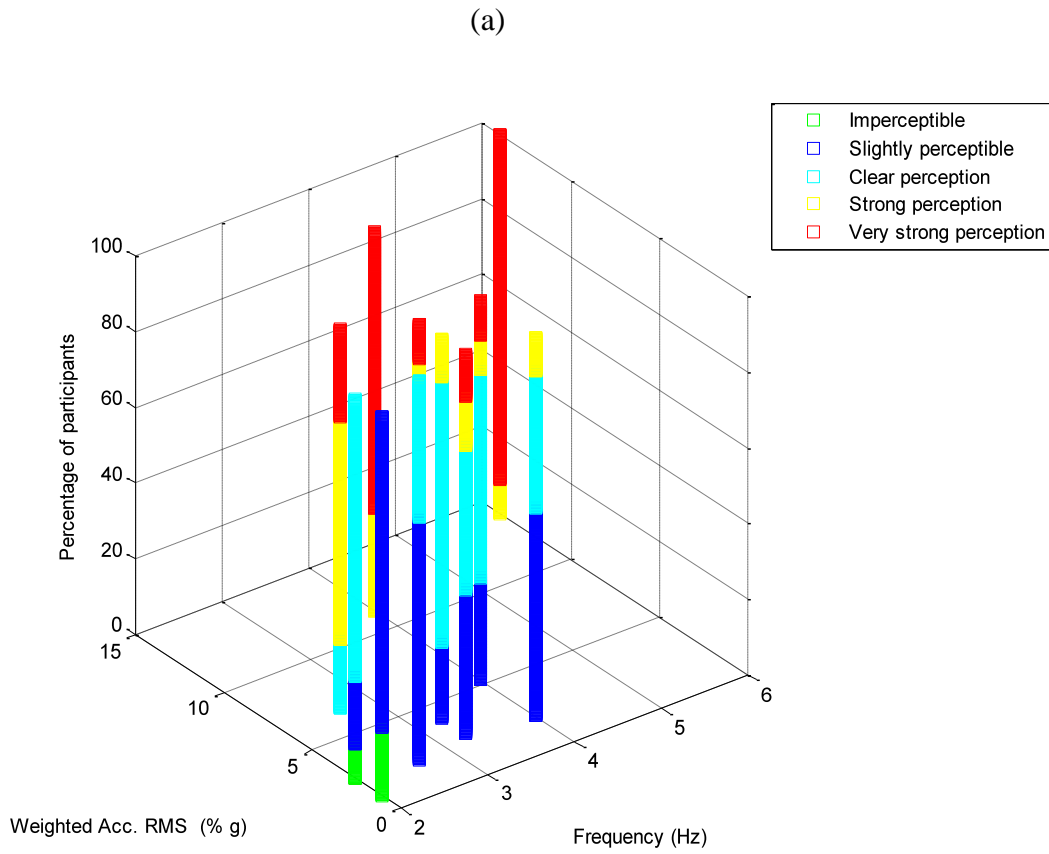 (a)
Imperceptible
Slightly perceptible
Clear perception
Strong perception
Very strong perception
100
80
60
40
20
0
Percentage of participants
15
10
5
0
2
3
4
5
6
Weighted Acc. RMS (% g)
Frequency (Hz)